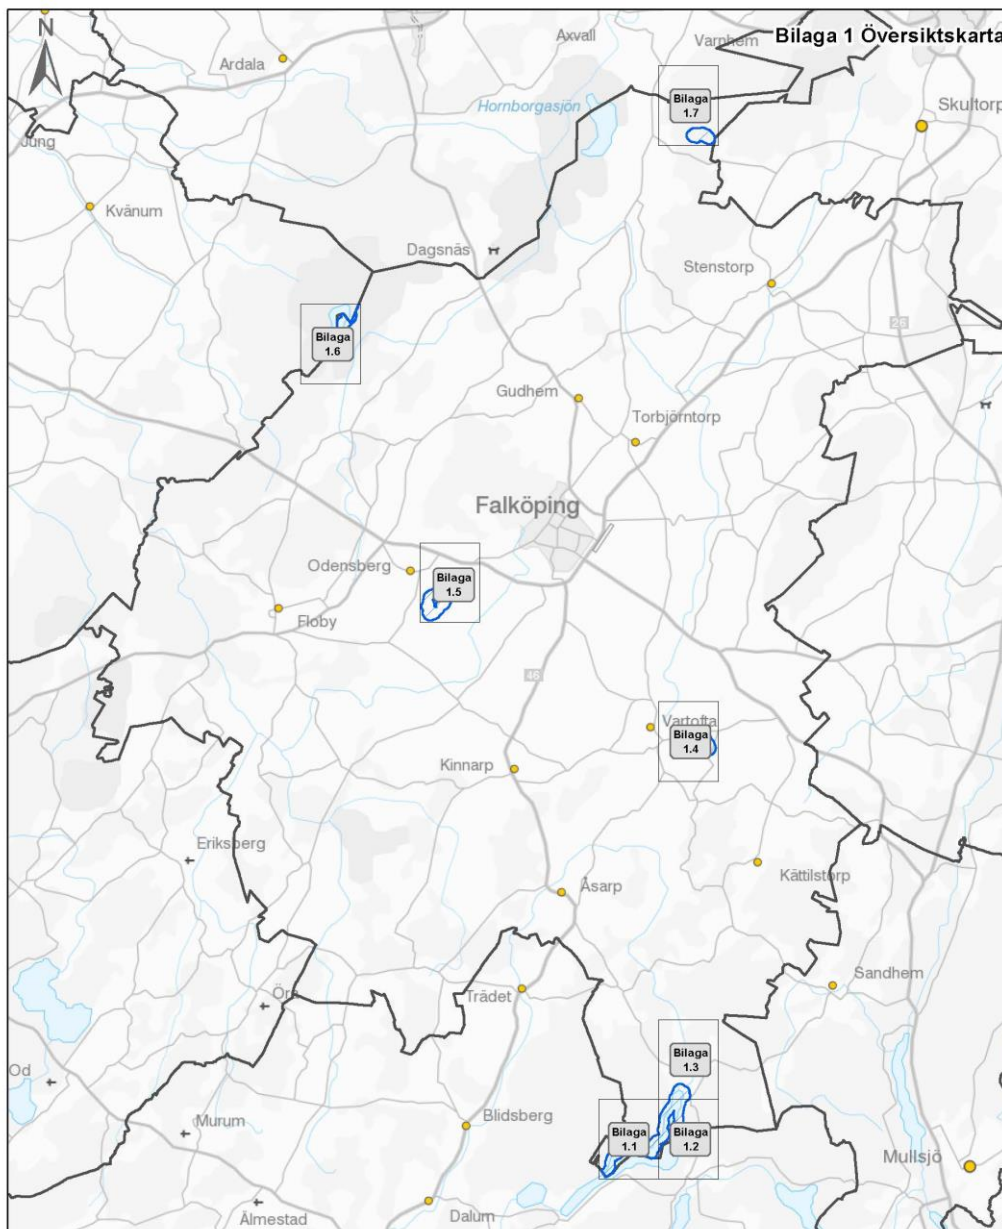 N
Axvall
Varnhem
Bilaga 1 Översiktskarta
Ardala
Bilaga
1.7
Hornborgasjön
Skultorp
Jung
Kvänum
Dagsnäs
Stenstorp
Bilaga
1.6
26
Gudhem
Torbjörntorp
Falköping
Odensberg
Bilaga
1.5
Floby
46
Vartofta
Bilaga
1.4
Kinnarp
Eriksberg
Kättilstorp
Åsarp
Sandhem
Trädet
Öra
Bilaga
1.3
Od
Murum
Blidsberg
Bilaga
1.1
Bilaga
1.2
Mullsjö
Älmestad
Dalum